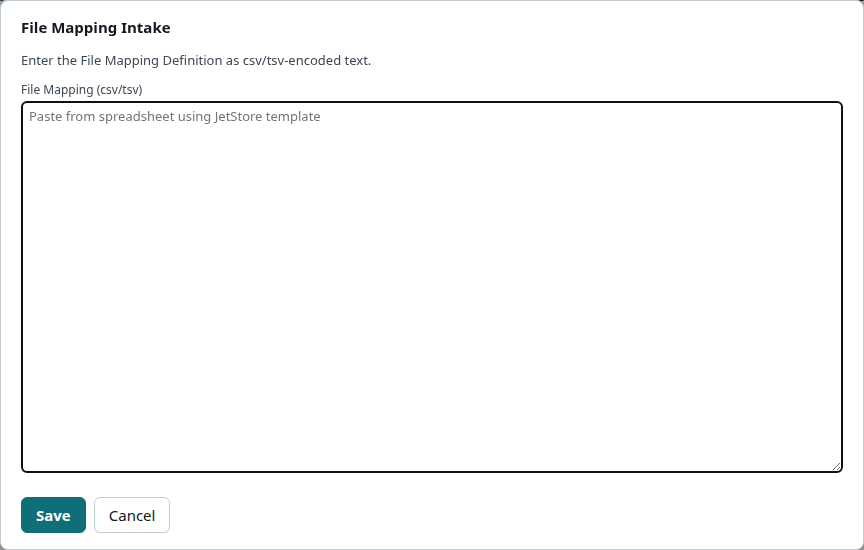 File Mapping Intake
Enter the File Mapping Definition as csv/tsv-encoded text.
File Mapping (csv/tsv)
Paste from spreadsheet using JetStore template
Save
Cancel